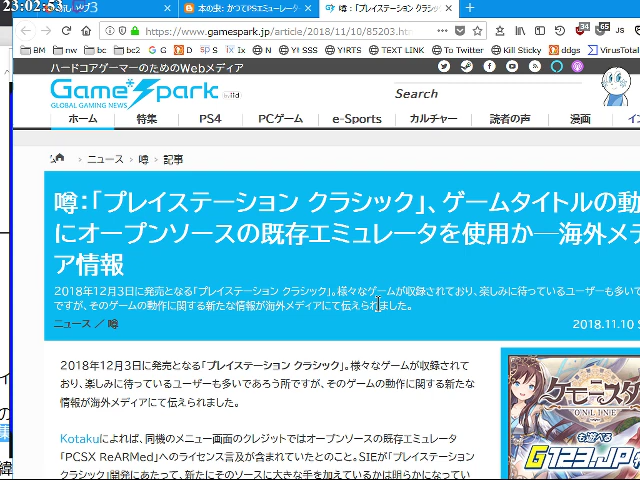 23:02:53
本の虫: かつてPSエミュレーター
噂:「プレイステーション クラシック
https://www.gamespark.jp/article/2018/11/10/85203.h
34
65
JS
BM
nw
bc
bc2
G
D
S
Ix
N
Y! SSS
Y!RTS
TEXT LINK
To Twitter
Kill Sticky
ddgs
VirusTotal
ハードコアゲーマーのためのWebメディア
Game*Spark
by iid
GLOBAL GAMING NEWS
Search
ホーム
特集
PS4
PCゲーム
e-Sports
カルチャー
読者の声
漫画
ニュース › 噂 › 記事
噂:「プレイステーション クラシック」、ゲームタイトルの動
にオープンソースの既存エミュレータを使用か―海外メデ
ア情報
2018年12月3日に発売となる「プレイステーション クラシック」。様々なゲームが収録されており、楽しみに待っているユーザーも多いで
ですが、そのゲームの動作に関する新たな情報が海外メディアにて伝えられました。
ニュース / 噂
2018.11.10 S
2018年12月3日に発売となる「プレイステーション クラシック」。様々なゲームが収録されて
おり、楽しみに待っているユーザーも多いであろう所ですが、そのゲームの動作に関する新たな
情報が海外メディアにて伝えられました。
Kotakuによれば、同機のメニュー画面のクレジットではオープンソースの既存エミュレータ
「PCSX ReARMed」へのライセンス言及が含まれていたとのこと。SIEが「プレイステーション
クラシック」開発にあたって、新たにそのソースに大きな手を加えているかは明らかになってい
ケモニスタ
ONLINE
も遊べる
G123.JP